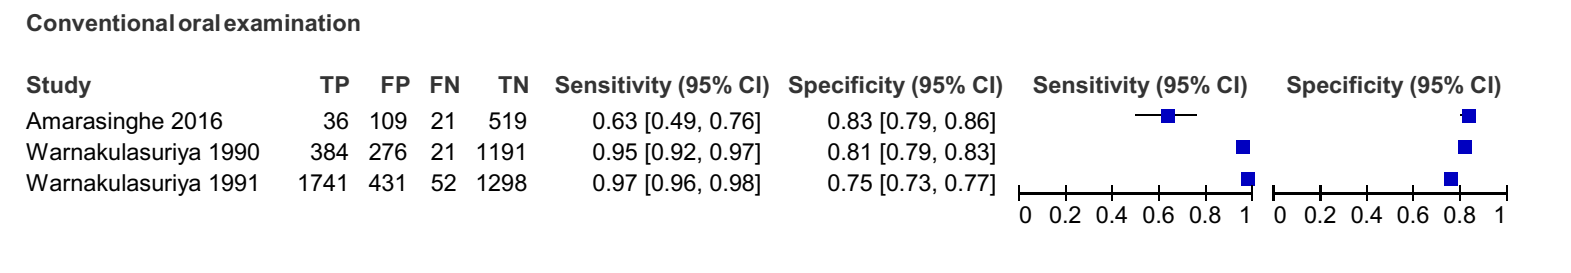 Conventional oral examination
Study TP FP FN TN Sensitivity (95% CI) Specificity (95% CI) Sensitivity (95% CI) Specificity (95% CI)
Amarasinghe 2016 36 109 21 519 0.63 [0.49, 0.76] 0.83 [0.79, 0.86]
Warnakulasuriya 1990 384 276 21 1191 0.95 [0.92, 0.97] 0.81 [0.79, 0.83]
Warnakulasuriya 1991 1741 431 52 1298 0.97 [0.96, 0.98] 0.75 [0.73, 0.77]
0 0.2 0.4 0.6 0.8 1 0 0.2 0.4 0.6 0.8 1